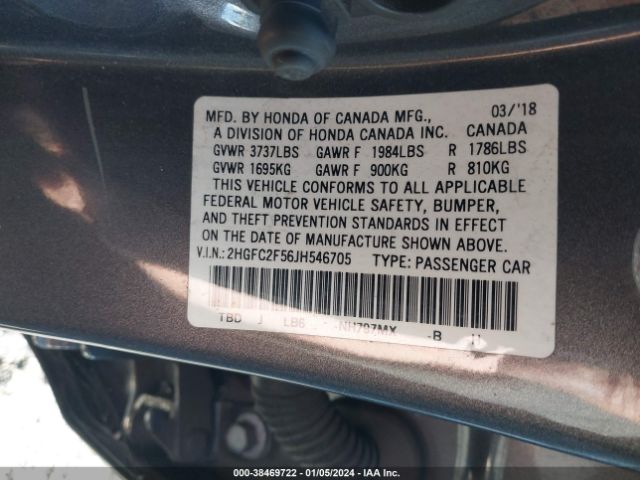 MFD. BY HONDA OF CANADA MFG., 03/'18
A DIVISION OF HONDA CANADA INC. CANADA
GVWR 3737LBS GAWR F 1984LBS R 1786LBS
GVWR 1695KG GAWR F 900KG R 810KG
THIS VEHICLE CONFORMS TO ALL APPLICABLE
FEDERAL MOTOR VEHICLE SAFETY, BUMPER,
AND THEFT PREVENTION STANDARDS IN EFFECT
ON THE DATE OF MANUFACTURE SHOWN ABOVE.
V.I.N.: 2HGFC2F56JH546705 TYPE: PASSENGER CAR
TBD J LB6 - -NH797MX -B U
000-38469722 - 01/05/2024 - IAA Inc.